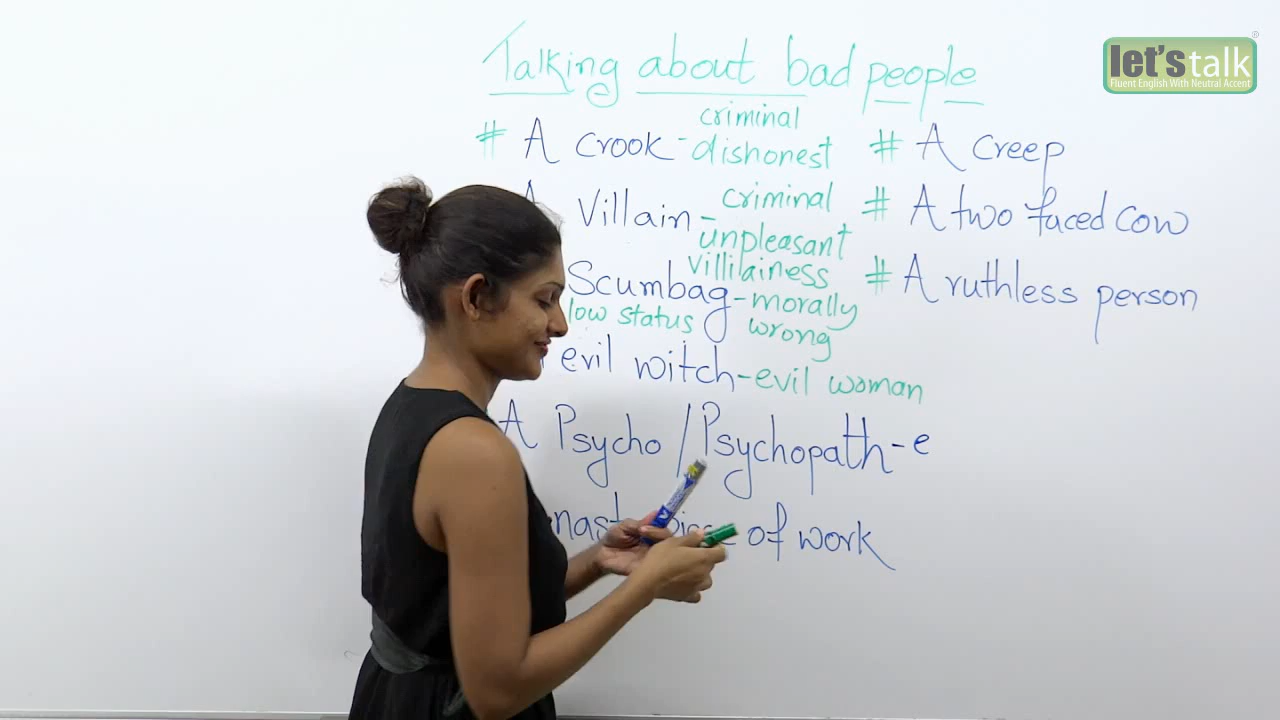 Talking about bad people
criminal
# A crook - dishonest
criminal
Villain - unpleasant
villilainess
Scumbag - morally
low status wrong
evil witch - evil woman
A Psycho / Psychopath - e
of work
# A creep
# A two faced cow
# A ruthless person
let's talk
Fluent English With Neutral Accent
®